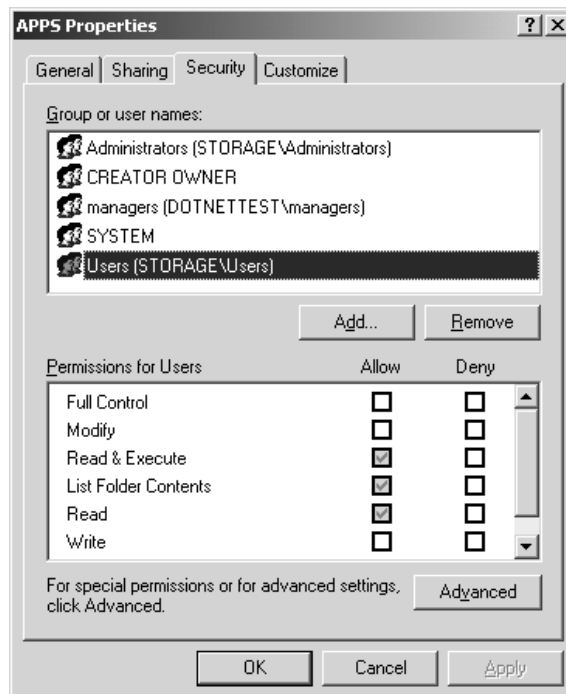 APPS Properties
General Sharing Security Customize
Group or user names:
Administrators (STORAGE\Administrators)
CREATOR OWNER
managers (DOTNETTEST\managers)
SYSTEM
Users (STORAGE\Users)
Add... Remove
Permissions for Users Allow Deny
Full Control
Modify
Read & Execute
List Folder Contents
Read
Write
For special permissions or for advanced settings,
click Advanced.
Advanced
OK Cancel Apply